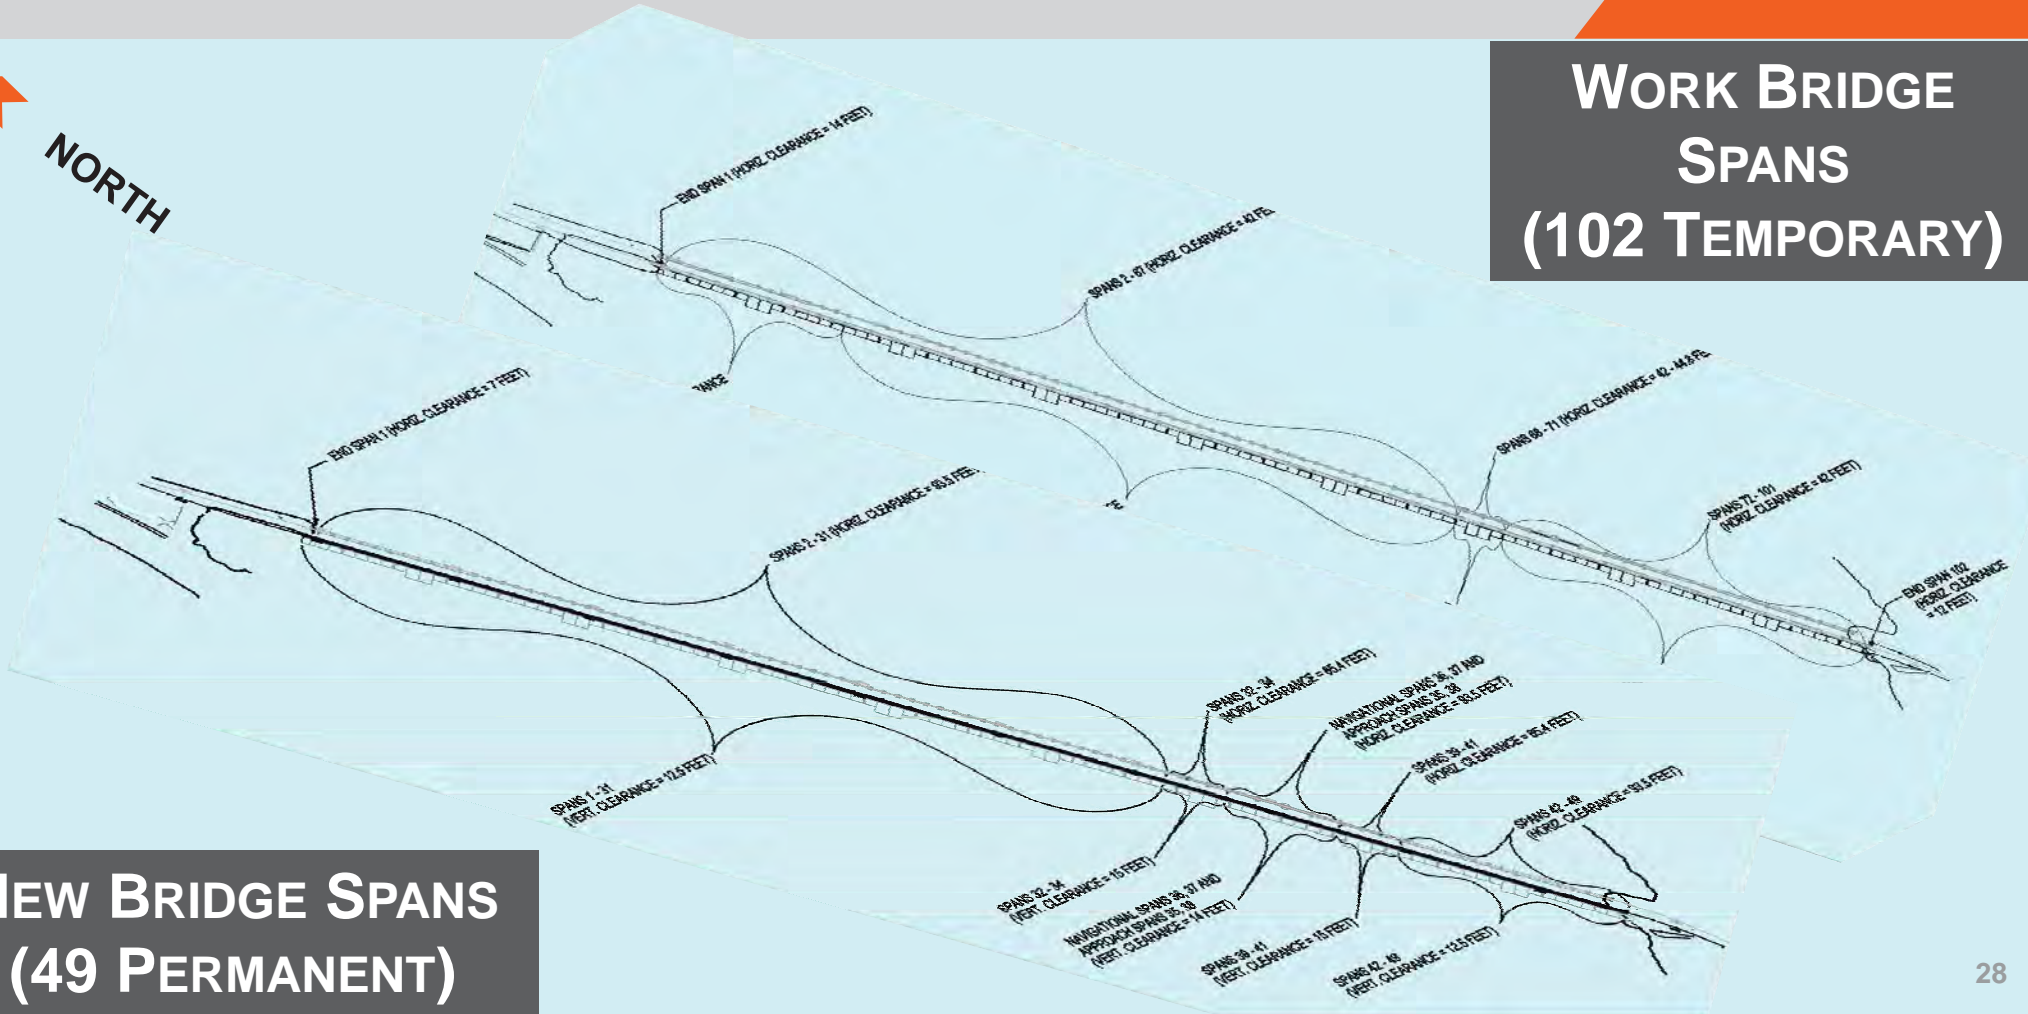 WORK BRIDGE
SPANS
(102 TEMPORARY)
NORTH
END SPAN 1 (HORIZ. CLEARANCE = 14 FEET)
SPANS 2 - 67 (HORIZ. CLEARANCE = 42
SPANS 68 - 71 (HORIZ. CLEARANCE = 42 - 44.8
SPANS 72 - 101
(HORIZ. CLEARANCE = 42 FEET)
END SPAN 102
(HORIZ. CLEARANCE
= 12 FEET)
END SPAN 1 (HORIZ. CLEARANCE = 7 FEET)
SPANS 2 - 31 (HORIZ. CLEARANCE = 93.5
SPANS 32 - 34
(HORIZ. CLEARANCE = 65.4 FEET)
NAVIGATIONAL SPANS 36, 37 AND
APPROACH SPANS 35, 38
(HORIZ. CLEARANCE = 93.5 FEET)
SPANS 39 - 41
(HORIZ. CLEARANCE = 65.4 FEET)
SPANS 42 - 49
(HORIZ. CLEARANCE = 93.5 FEET)
SPANS 1 - 31
(VERT. CLEARANCE = 12.5 FEET)
SPANS 32 - 34
(VERT. CLEARANCE = 15 FEET)
NAVIGATIONAL SPANS 36, 37 AND
APPROACH SPANS 35, 38
(VERT. CLEARANCE = 14 FEET)
SPANS 39 - 41
(VERT. CLEARANCE = 15 FEET)
SPANS 42 -
(VERT. CLEARANCE = 12.5 FEET)
EW BRIDGE SPANS
(49 PERMANENT)
28